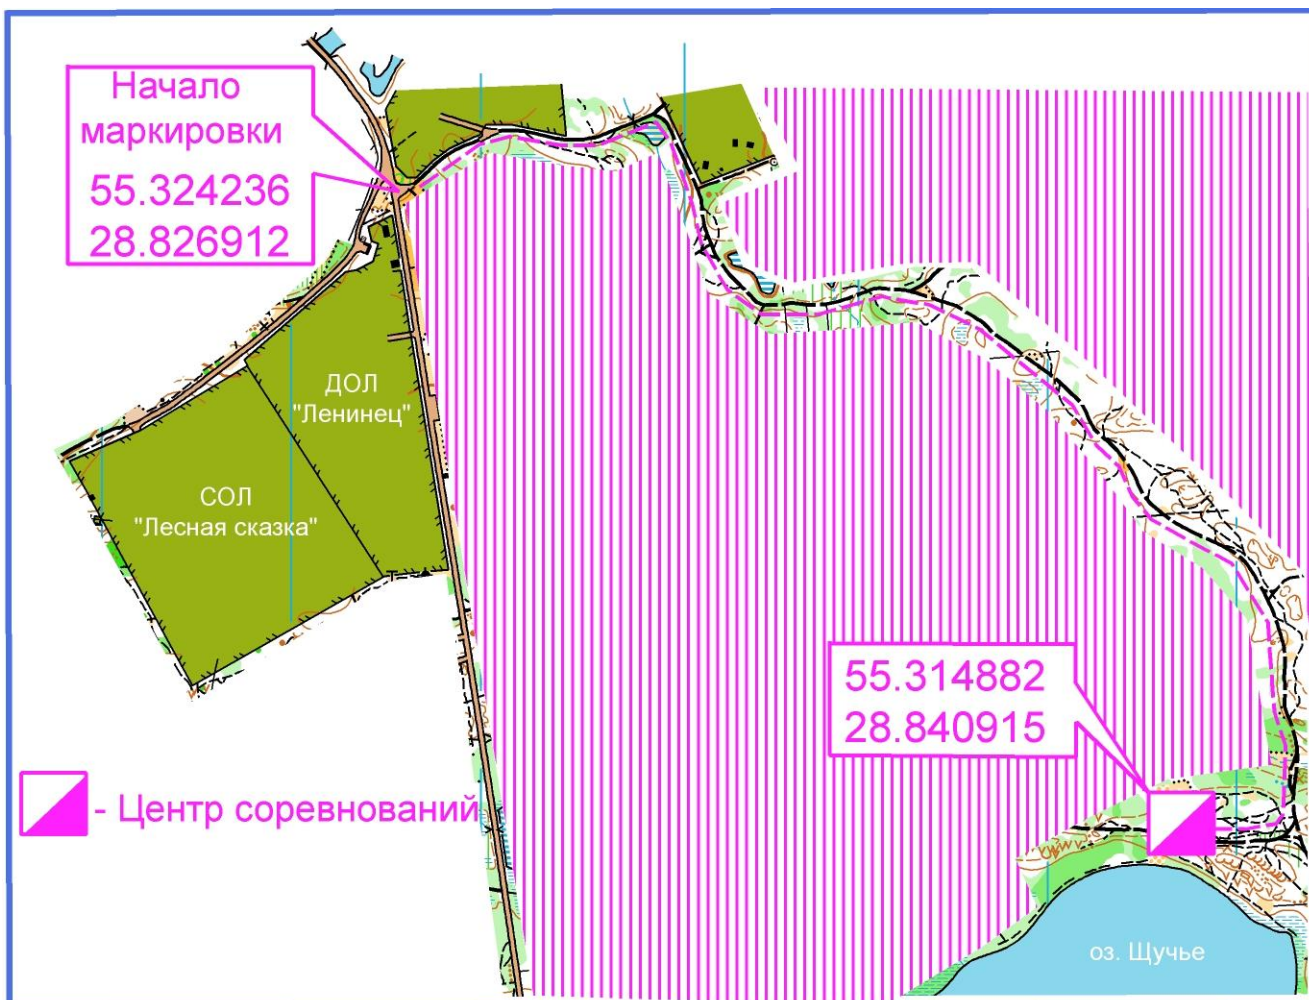 Начало
маркировки
55.324236
28.826912
ДОЛ
"Ленинец"
СОЛ
"Лесная сказка"
55.314882
28.840915
- Центр соревнований
оз. Щучье